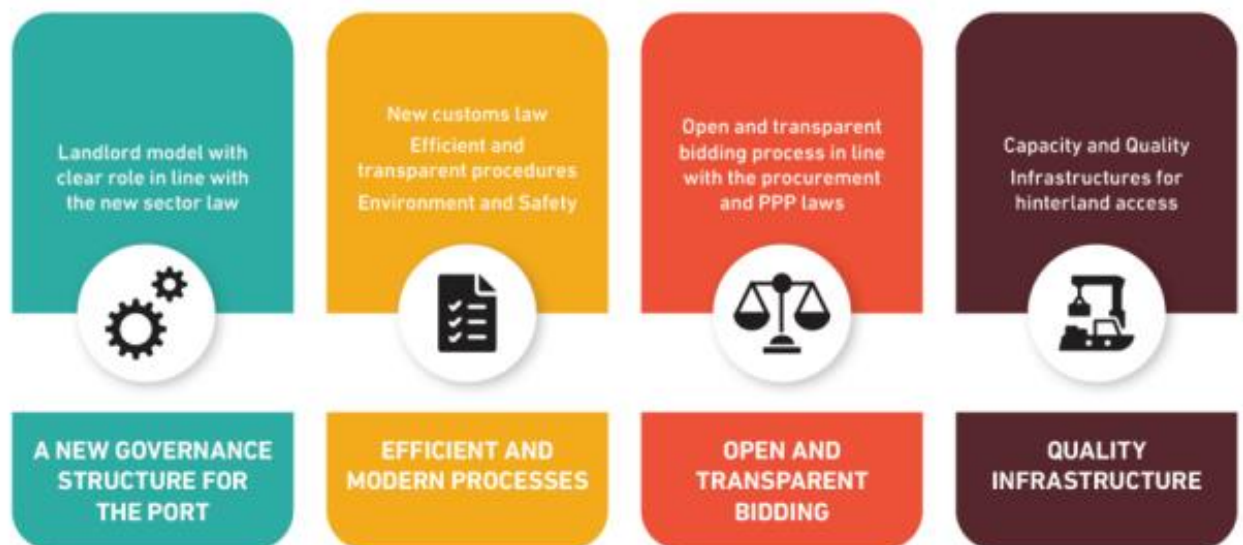 Landlord model with
clear role in line with
the new sector law
A NEW GOVERNANCE
STRUCTURE FOR
THE PORT
New customs law
Efficient and
transparent procedures
Environment and Safety
EFFICIENT AND
MODERN PROCESSES
Open and transparent
bidding process in line
with the procurement
and PPP laws
OPEN AND
TRANSPARENT
BIDDING
Capacity and Quality
Infrastructures for
hinterland access
QUALITY
INFRASTRUCTURE